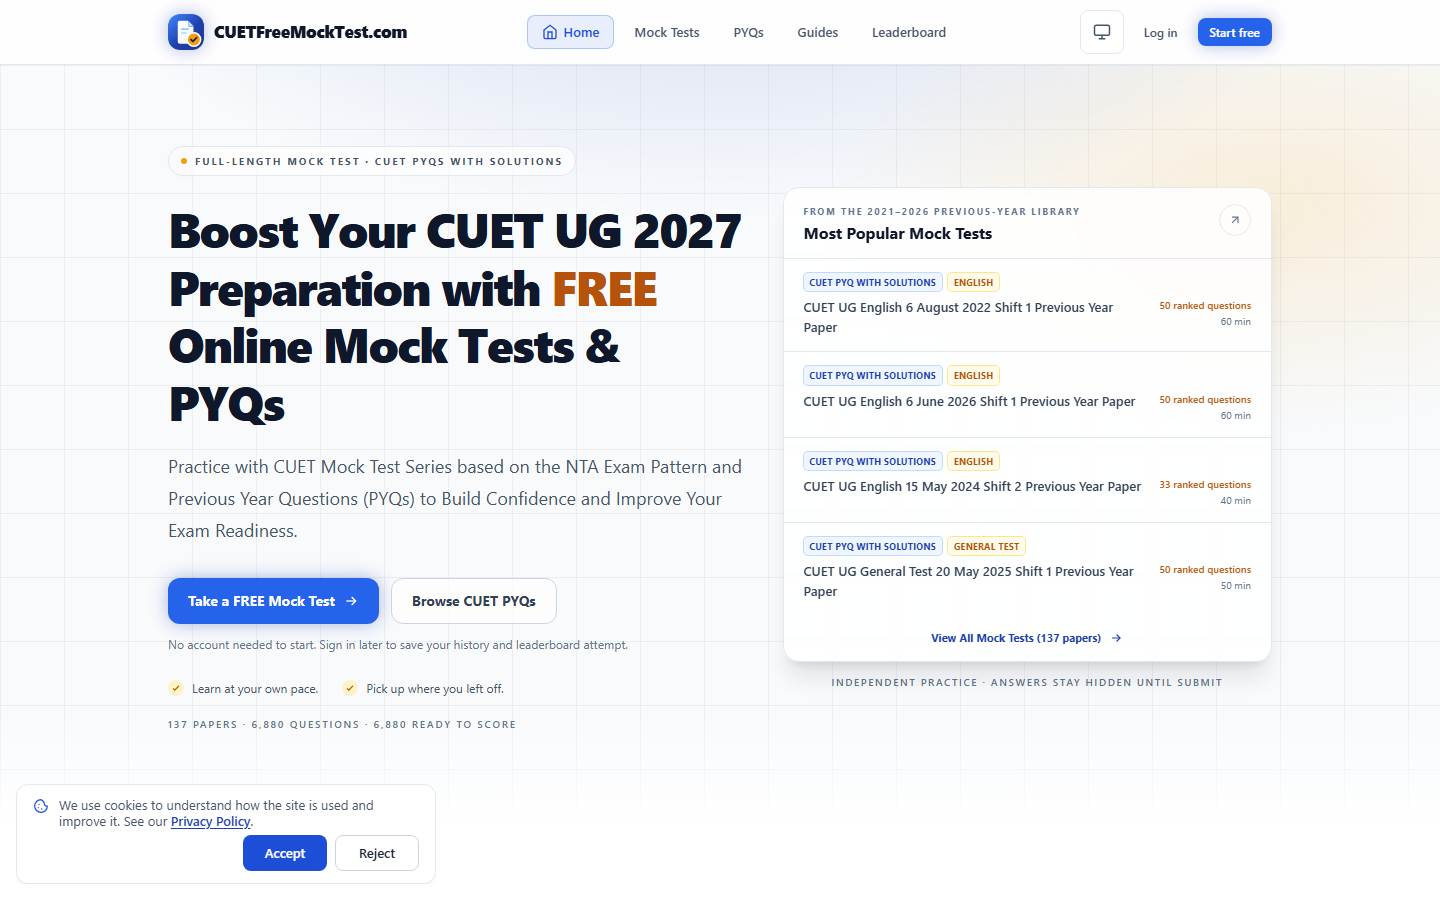 CUETFreeMockTest.com
Home
Mock Tests
PYQs
Guides
Leaderboard
Log in
Start free
FULL-LENGTH MOCK TEST · CUET PYQS WITH SOLUTIONS
Boost Your CUET UG 2027
Preparation with FREE
Online Mock Tests &
PYQs
Practice with CUET Mock Test Series based on the NTA Exam Pattern and
Previous Year Questions (PYQs) to Build Confidence and Improve Your
Exam Readiness.
Take a FREE Mock Test →
Browse CUET PYQs
No account needed to start. Sign in later to save your history and leaderboard attempt.
Learn at your own pace.
Pick up where you left off.
137 PAPERS · 6,880 QUESTIONS · 6,880 READY TO SCORE
FROM THE 2021–2026 PREVIOUS-YEAR LIBRARY
Most Popular Mock Tests
CUET PYQ WITH SOLUTIONS
ENGLISH
CUET UG English 6 August 2022 Shift 1 Previous Year
Paper
50 ranked questions
60 min
CUET PYQ WITH SOLUTIONS
ENGLISH
CUET UG English 6 June 2026 Shift 1 Previous Year Paper
50 ranked questions
60 min
CUET PYQ WITH SOLUTIONS
ENGLISH
CUET UG English 15 May 2024 Shift 2 Previous Year Paper
33 ranked questions
40 min
CUET PYQ WITH SOLUTIONS
GENERAL TEST
CUET UG General Test 20 May 2025 Shift 1 Previous Year
Paper
50 ranked questions
50 min
View All Mock Tests (137 papers) →
INDEPENDENT PRACTICE · ANSWERS STAY HIDDEN UNTIL SUBMIT
We use cookies to understand how the site is used and
improve it. See our Privacy Policy.
Accept
Reject